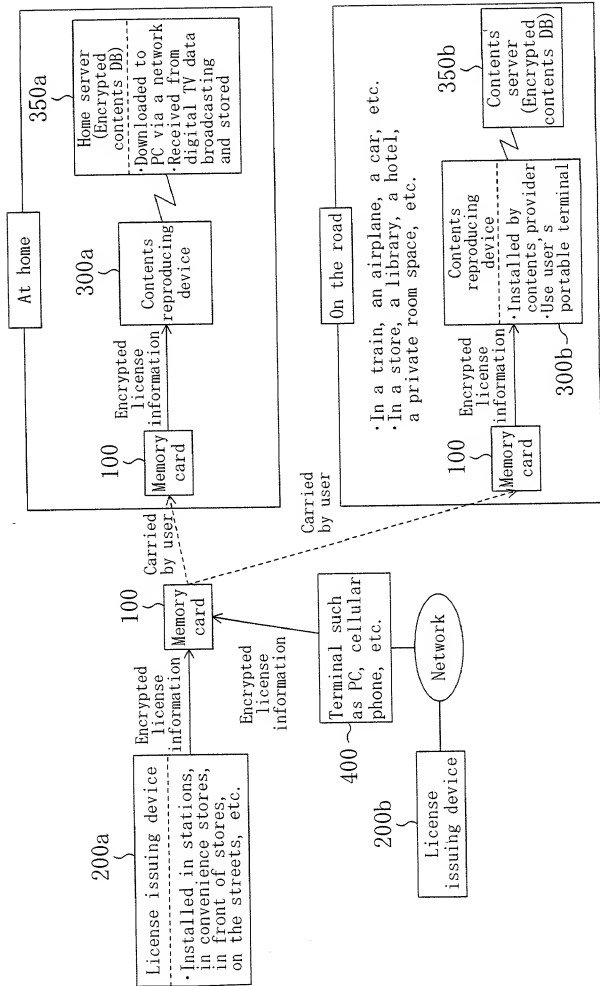 200a
License issuing device
·Installed in stations,
in convenience stores,
in front of stores,
on the streets, etc.
Encrypted
license
information
100
Memory
card
Encrypted
license
information
400
Terminal such
as PC, cellular
phone, etc.
Network
200b
License
issuing device
Carried
by user
Carried
by user
At home
100
Memory
card
Encrypted
license
information
300a
Contents
reproducing
device
350a
Home server
(Encrypted
contents DB)
·Downloaded to
PC via a network
·Received from
digital TV data
broadcasting
and stored
On the road
·In a train, an airplane, a car, etc.
·In a store, a library, a hotel,
a private room space, etc.
100
Memory
card
Encrypted
license
information
300b
Contents
reproducing
device
·Installed by
contents provider
·Use user's
portable terminal
350b
Contents
server
(Encrypted
contents DB)